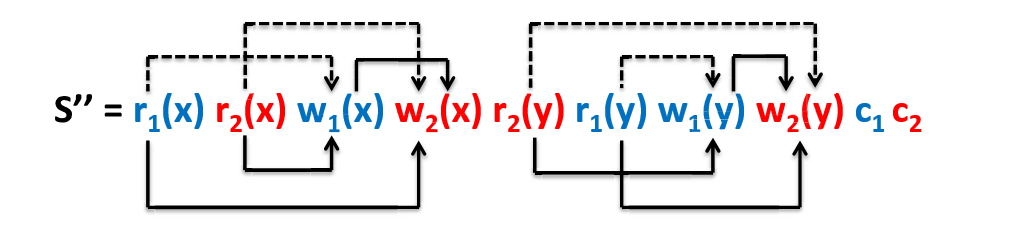 S’’ = r₁(x) r₂(x) w₁(x) w₂(x) r₂(y) r₁(y) w₁(y) w₂(y) c₁ c₂